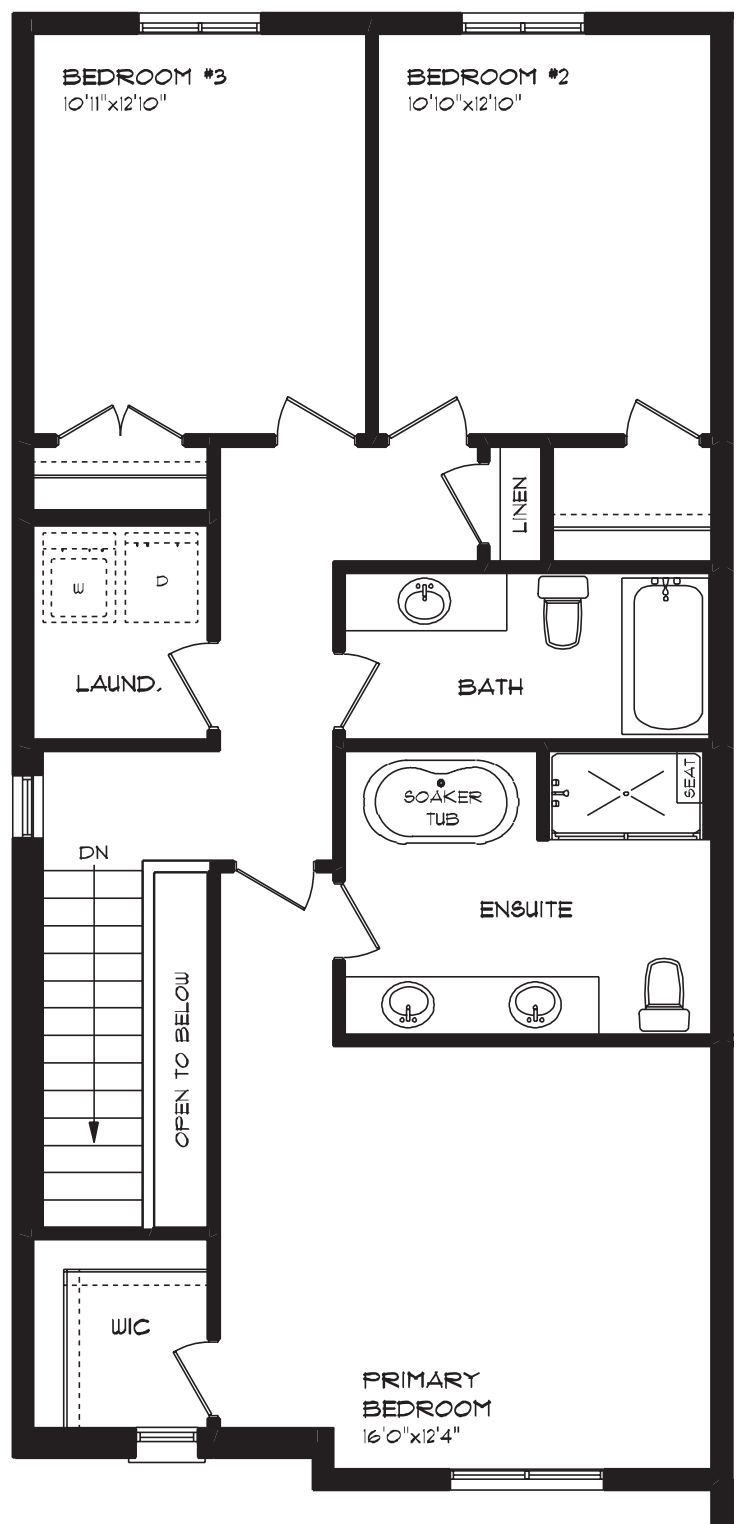 BEDROOM #3
10'11"x12'10"
BEDROOM #2
10'10"x12'10"
LINEN
W
D
LAUND.
BATH
SEAT
SOAKER
TUB
DN
ENSUITE
OPEN TO BELOW
WIC
PRIMARY
BEDROOM
16'0"x12'4"